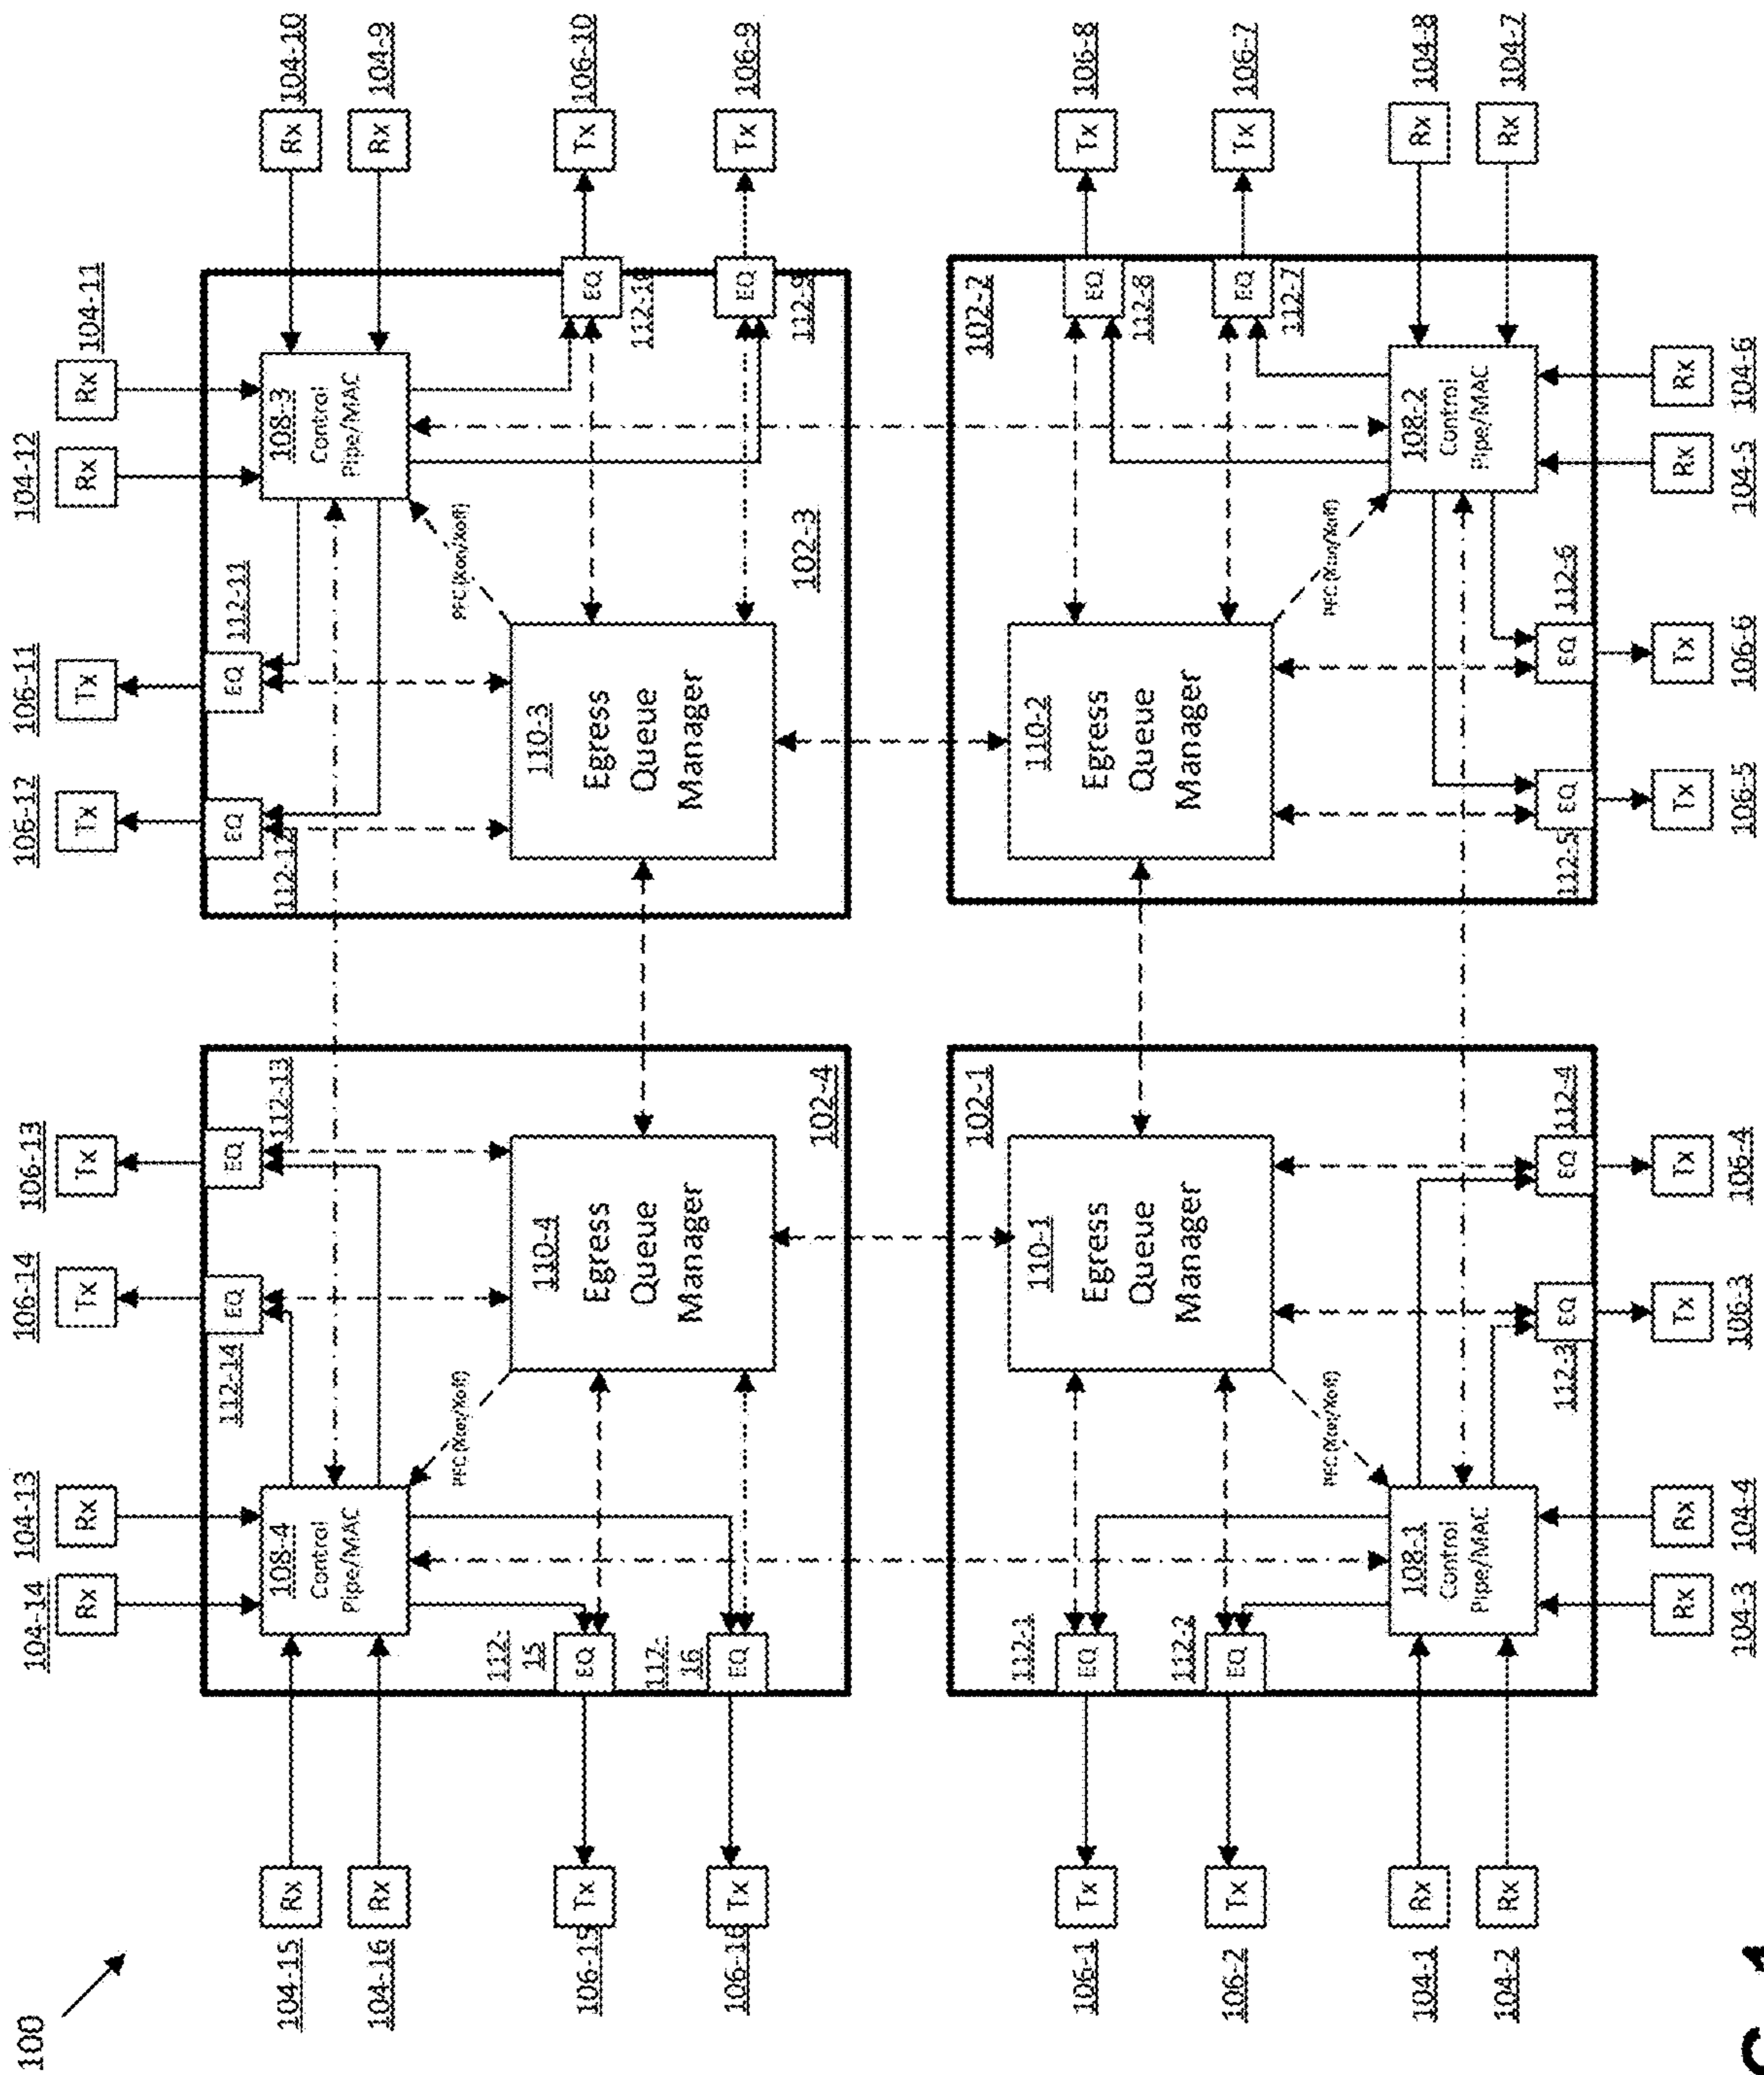 100
104-14
104-13
106-14
106-13
106-12
106-11
104-12
104-11
Rx
Rx
Tx
Tx
Tx
Tx
Rx
Rx
104-15
Rx
104-16
Rx
108-4
Control
Pipe/MAC
112-14
EQ
EQ
112-13
112-12
EQ
EQ
112-11
108-3
Control
Pipe/MAC
Rx
104-10
Rx
104-9
PFC (Xon/Xoff)
PFC (Xon/Xoff)
106-15
Tx
112-
15
EQ
106-16
Tx
112-
16
EQ
110-4
Egress
Queue
Manager
102-4
110-3
Egress
Queue
Manager
102-3
EQ
112-10
Tx
106-10
EQ
112-9
Tx
106-9
106-1
Tx
112-1
EQ
106-2
Tx
112-2
EQ
102-1
110-1
Egress
Queue
Manager
102-2
110-2
Egress
Queue
Manager
EQ
112-8
Tx
106-8
EQ
112-7
Tx
106-7
PFC (Xon/Xoff)
PFC (Xon/Xoff)
104-1
Rx
104-2
Rx
108-1
Control
Pipe/MAC
112-3
EQ
112-4
EQ
112-5
EQ
112-6
EQ
108-2
Control
Pipe/MAC
Rx
104-8
Rx
104-7
Rx
Rx
Tx
Tx
Tx
Tx
Rx
Rx
104-3
104-4
106-3
106-4
106-5
106-6
104-5
104-6